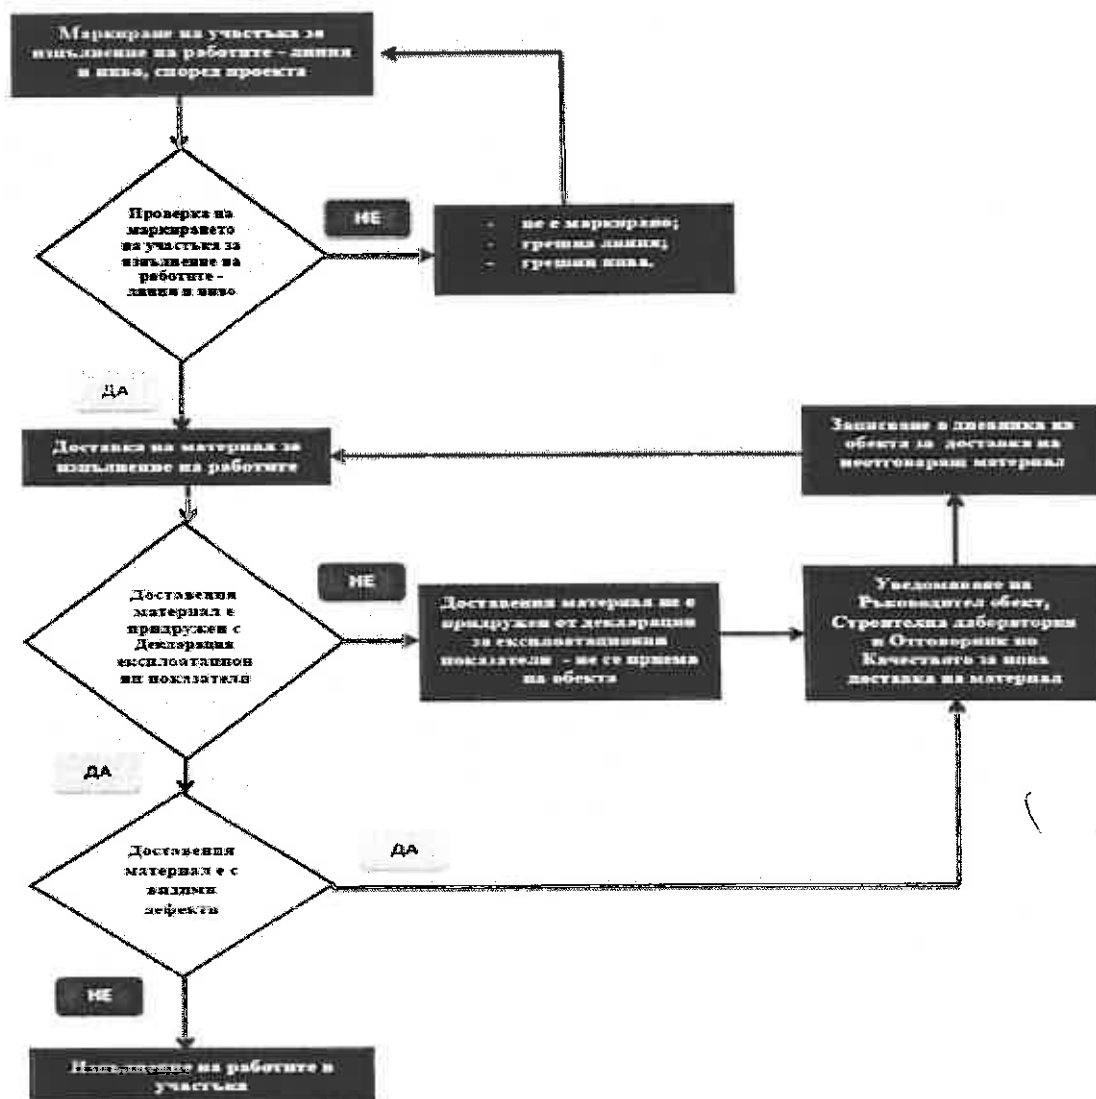 Маркиране на участъка за
изпълнение на работите - линия
и ниво, според проекта
Проверка на
маркирането
на участъка за
изпълнение на
работите -
линия и ниво
НЕ
- не е маркирано;
- грешна линия;
- грешни нива.
ДА
Доставка на материал за
изпълнение на работите
Записване в дневника на
обекта за доставка на
неотговарящ материал
Доставения
материал е
придружен с
Декларация
експлоатацион
ни показатели
НЕ
Доставения материал не е
придружен от декларация
за експлоатационни
показатели - не се приема
на обекта
Уведомяване на
Ръководител обект,
Строителна лаборатория
и Отговорник по
Качеството за нова
доставка на материал
ДА
Доставения
материал е с
видими
дефекти
ДА
НЕ
Изпълнение на работите в
участъка